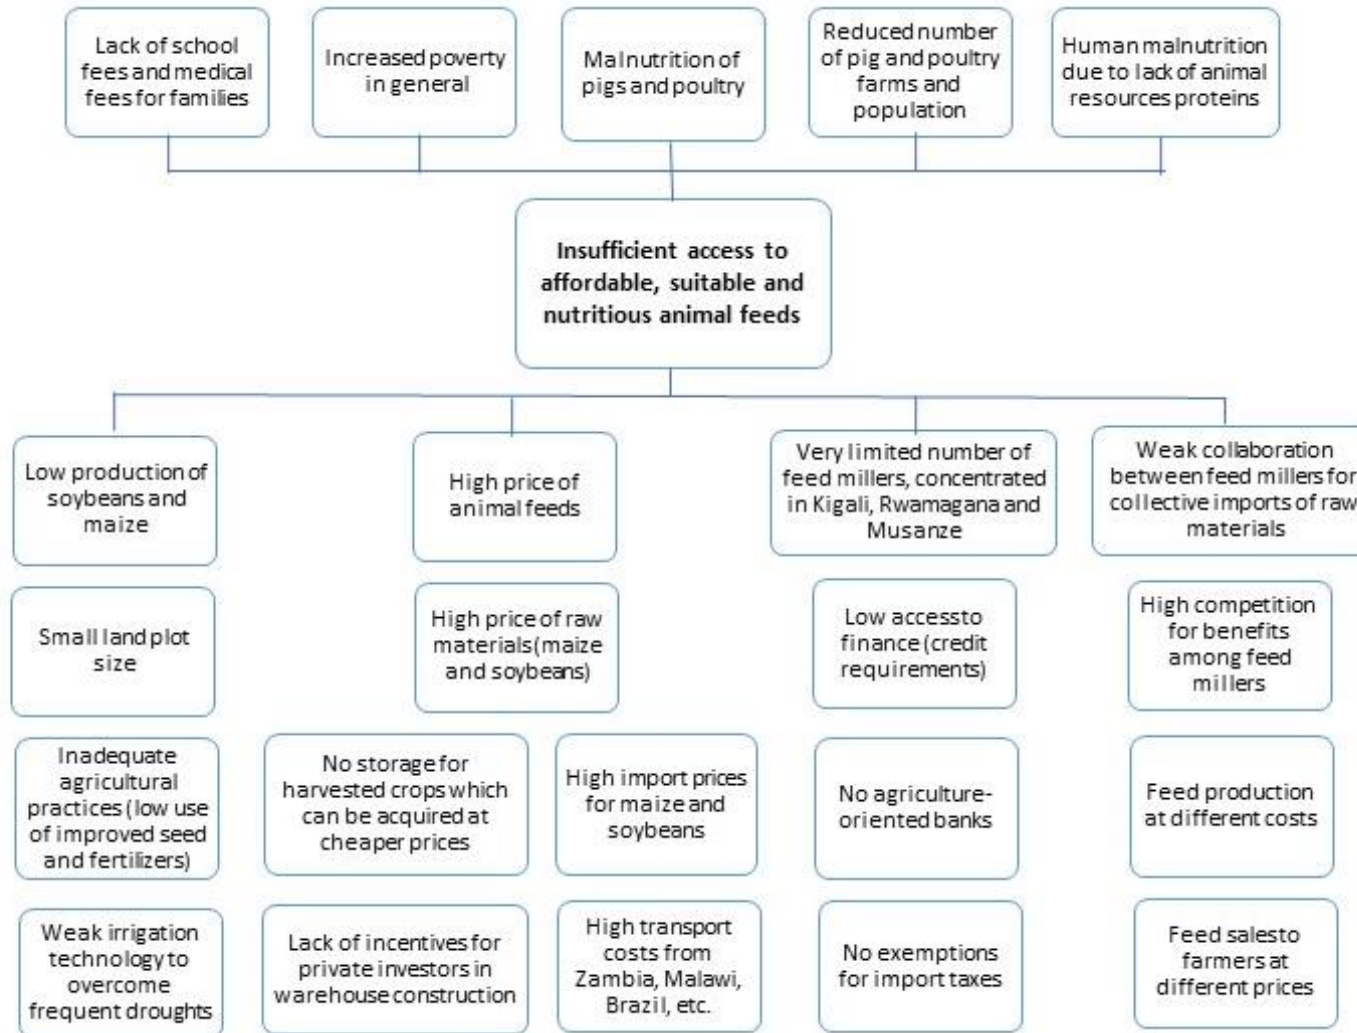 Lack of school
fees and medical
fees for families
Increased poverty
in general
Malnutrition of
pigs and poultry
Reduced number
of pig and poultry
farms and
population
Human malnutrition
due to lack of animal
resources proteins
Insufficient access to
affordable, suitable and
nutritious animal feeds
Low production of
soybeans and
maize
High price of
animal feeds
Very limited number of
feed millers, concentrated
in Kigali, Rwamagana and
Musanze
Weak collaboration
between feed millers for
collective imports of raw
materials
Small land plot
size
High price of raw
materials(maize
and soybeans)
Low access to
finance (credit
requirements)
High competition
for benefits
among feed
millers
Inadequate
agricultural
practices (low use
of improved seed
and fertilizers)
No storage for
harvested crops which
can be acquired at
cheaper prices
High import prices
for maize and
soybeans
No agriculture-
oriented banks
Feed production
at different costs
Weak irrigation
technology to
overcome
frequent droughts
Lack of incentives for
private investors in
warehouse construction
High transport
costs from
Zambia, Malawi,
Brazil, etc.
No exemptions
for import taxes
Feed sales to
farmers at
different prices